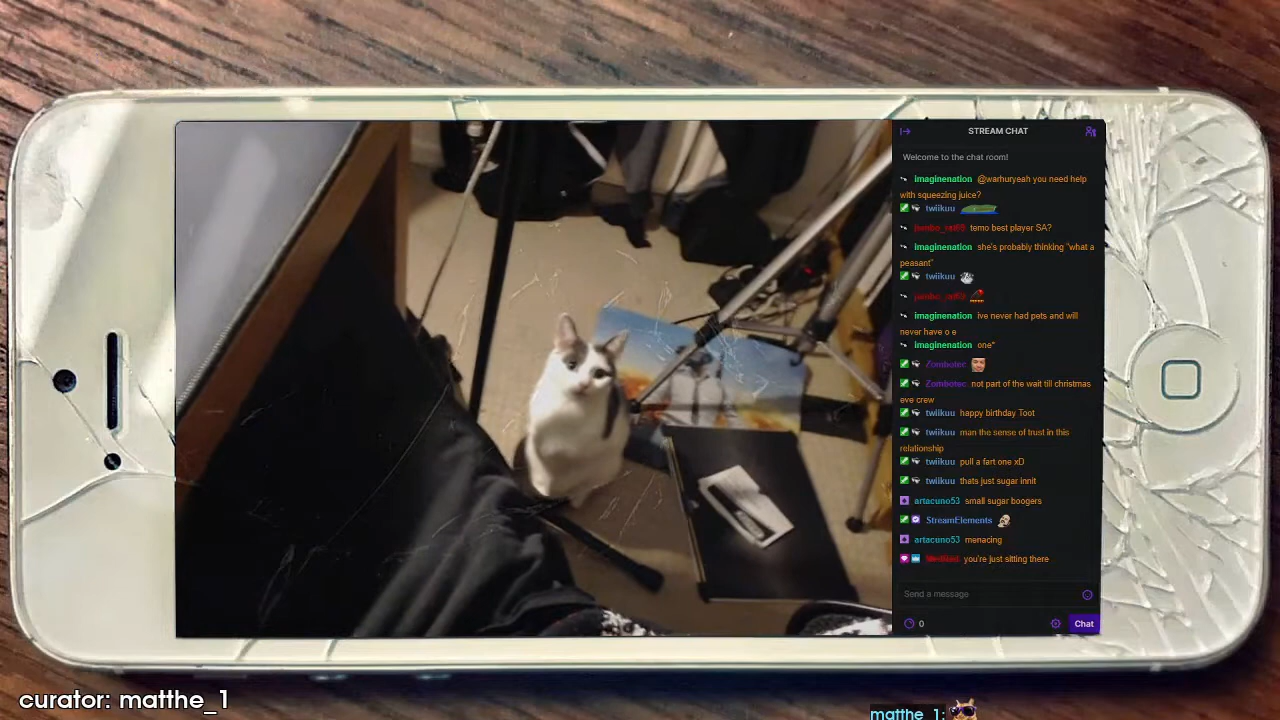 STREAM CHAT
Welcome to the chat room!
imaginenation @warhuryeah you need help
with squeezing juice?
twiikuu
temo best player SA?
imaginenation she's probably thinking "what a
peasant"
twiikuu
imaginenation ive never had pets and will
never have o e
imaginenation one"
Zombotec
Zombotec not part of the wait till christmas
eve crew
twiikuu happy birthday Toot
twiikuu man the sense of trust in this
relationship
twiikuu pull a fart one xD
twiikuu thats just sugar innit
artacuno53 small sugar boogers
StreamElements
artacuno53 menacing
you're just sitting there
Send a message
0
Chat
curator: matthe_1
matthe_1: